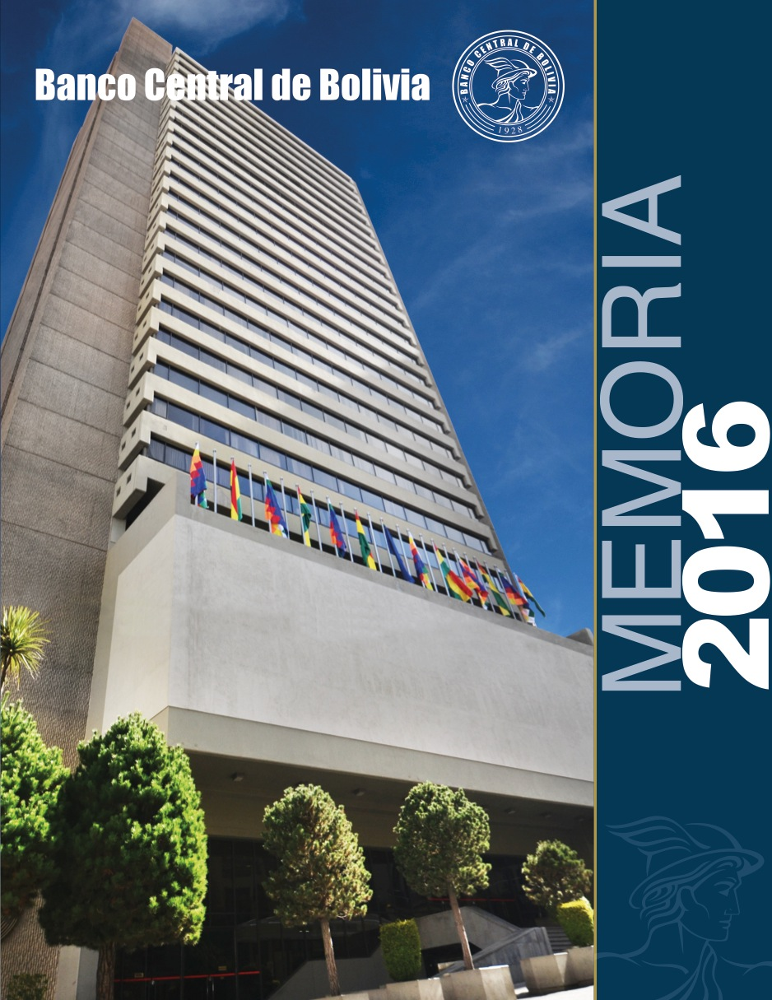 Banco Central de Bolivia
BANCO CENTRAL DE BOLIVIA
1928
MEMORIA
2016